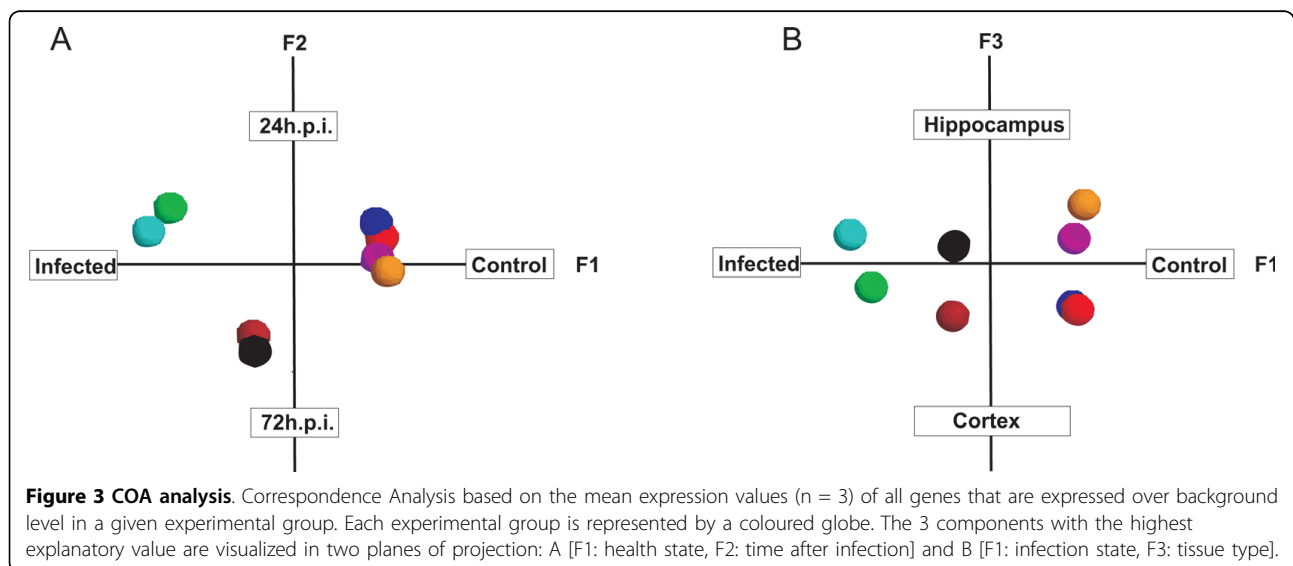 A
F2
24h.p.i.
Infected
Control
F1
72h.p.i.
B
F3
Hippocampus
Infected
Control
F1
Cortex
Figure 3 COA analysis. Correspondence Analysis based on the mean expression values (n = 3) of all genes that are expressed over background
level in a given experimental group. Each experimental group is represented by a coloured globe. The 3 components with the highest
explanatory value are visualized in two planes of projection: A [F1: health state, F2: time after infection] and B [F1: infection state, F3: tissue type].